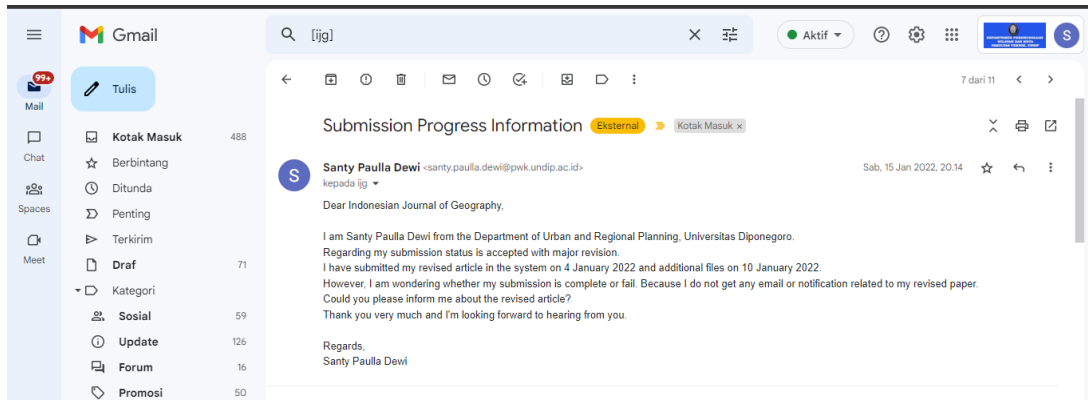 Gmail
[ijg]
Aktif
S
99+
Mail
Tulis
7 dari 11
Chat
Spaces
Meet
Kotak Masuk 488
Berbintang
Ditunda
Penting
Terkirim
Draf 71
Kategori
Sosial 59
Update 126
Forum 16
Promosi 50
Submission Progress Information Eksternal Kotak Masuk x
S
Santy Paulla Dewi <santy.paulla.dewi@pwk.undip.ac.id> Sab, 15 Jan 2022, 20.14
kepada ijg
Dear Indonesian Journal of Geography,
I am Santy Paulla Dewi from the Department of Urban and Regional Planning, Universitas Diponegoro.
Regarding my submission status is accepted with major revision.
I have submitted my revised article in the system on 4 January 2022 and additional files on 10 January 2022.
However, I am wondering whether my submission is complete or fail. Because I do not get any email or notification related to my revised paper.
Could you please inform me about the revised article?
Thank you very much and I'm looking forward to hearing from you.
Regards,
Santy Paulla Dewi